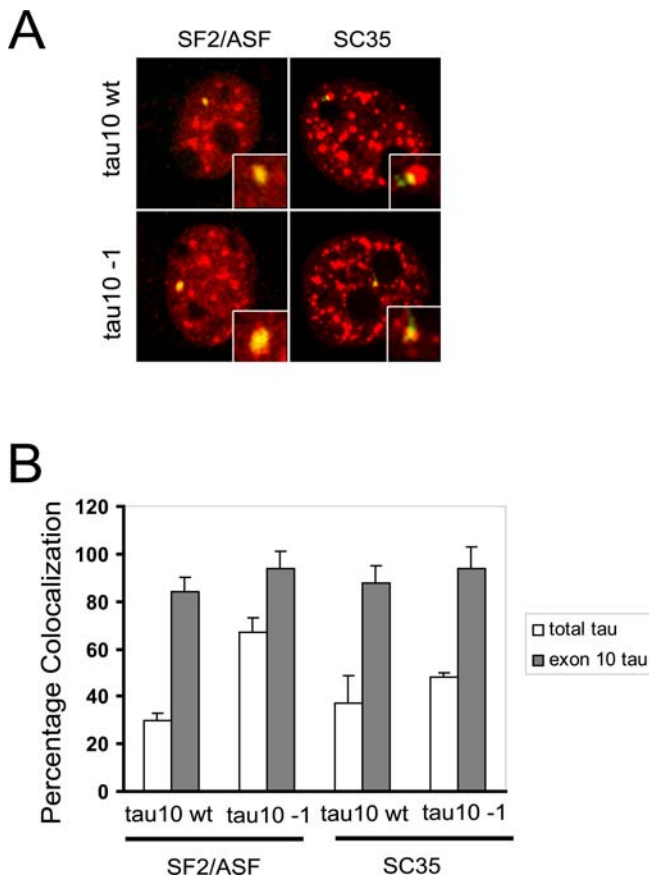 A
SF2/ASF SC35
tau10 wt
tau10 -1
B
Percentage Colocalization
120
100
80
60
40
20
0
tau10 wt tau10 -1 tau10 wt tau10 -1
SF2/ASF SC35
total tau
exon 10 tau